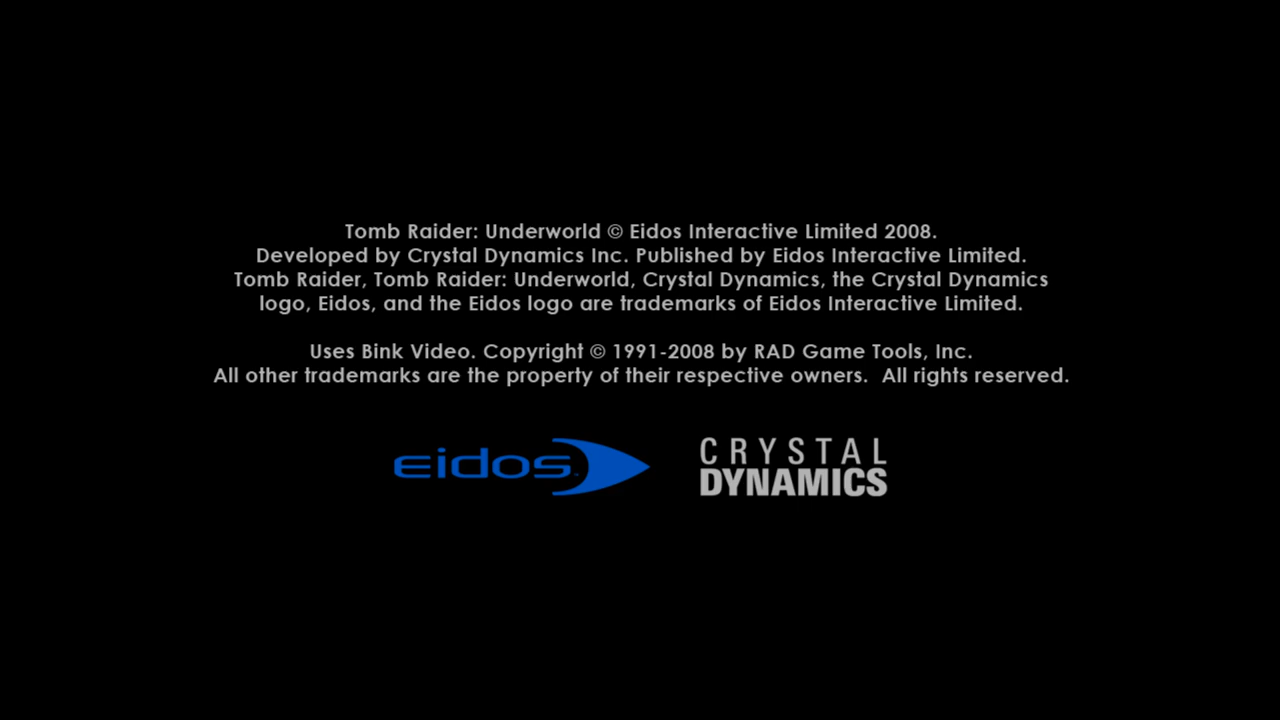 Tomb Raider: Underworld © Eidos Interactive Limited 2008.
Developed by Crystal Dynamics Inc. Published by Eidos Interactive Limited.
Tomb Raider, Tomb Raider: Underworld, Crystal Dynamics, the Crystal Dynamics
logo, Eidos, and the Eidos logo are trademarks of Eidos Interactive Limited.
Uses Bink Video. Copyright © 1991-2008 by RAD Game Tools, Inc.
All other trademarks are the property of their respective owners.  All rights reserved.
eidos™
CRYSTAL
DYNAMICS